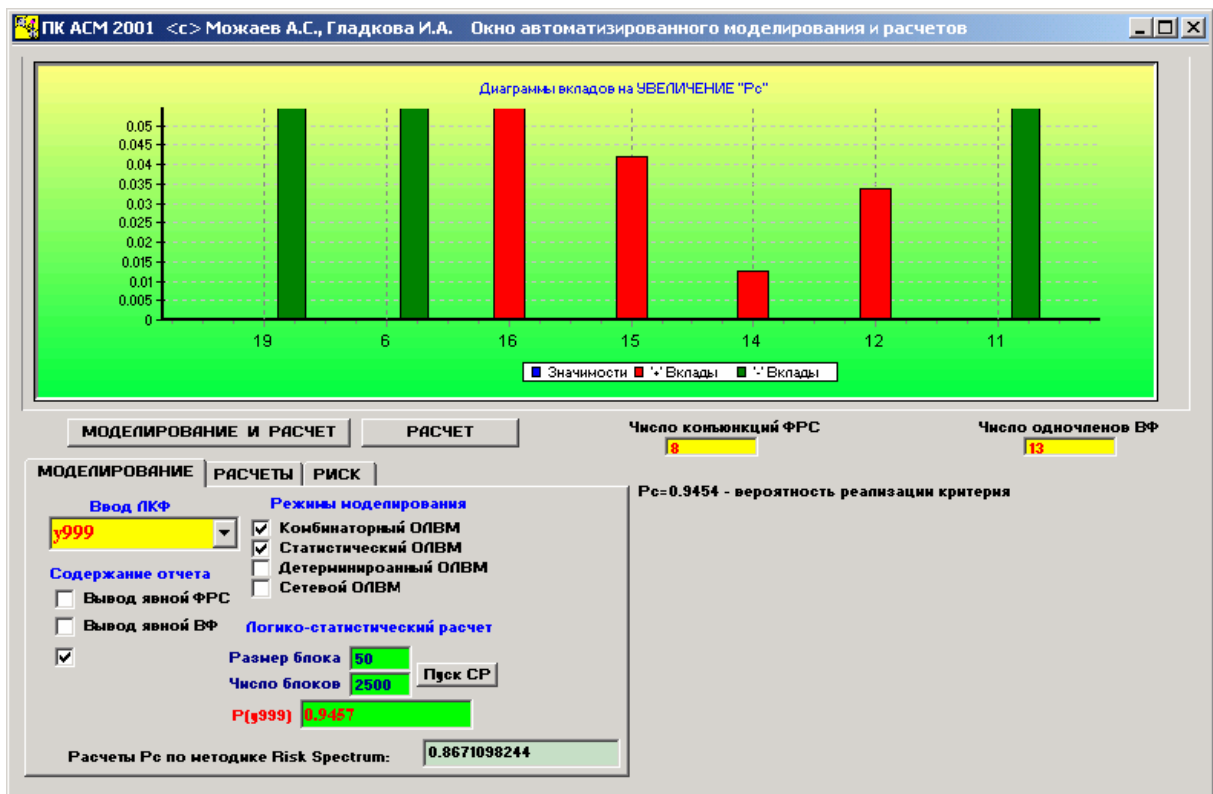 ПК АСМ 2001 <c> Можаев А.С., Гладкова И.А. Окно автоматизированного моделирования и расчетов
Диаграммы вкладов на УВЕЛИЧЕНИЕ "Рс"
0.05
0.045
0.04
0.035
0.03
0.025
0.02
0.015
0.01
0.005
0
19 6 16 15 14 12 11
Значимости '+' Вклады '-' Вклады
МОДЕЛИРОВАНИЕ И РАСЧЕТ РАСЧЕТ Число конъюнкций ФРС Число одночленов ВФ
8 13
МОДЕЛИРОВАНИЕ РАСЧЕТЫ РИСК
Рс=0.9454 - вероятность реализации критерия
Ввод ЛКФ Режимы моделирования
y999 Комбинаторный ОЛВМ
Статистический ОЛВМ
Детерминироанный ОЛВМ
Сетевой ОЛВМ
Содержание отчета
Вывод явной ФРС
Вывод явной ВФ Логико-статистический расчет
Размер блока 50 Пуск СР
Число блоков 2500
P(y999) 0.9457
Расчеты Рс по методике Risk Spectrum: 0.8671098244